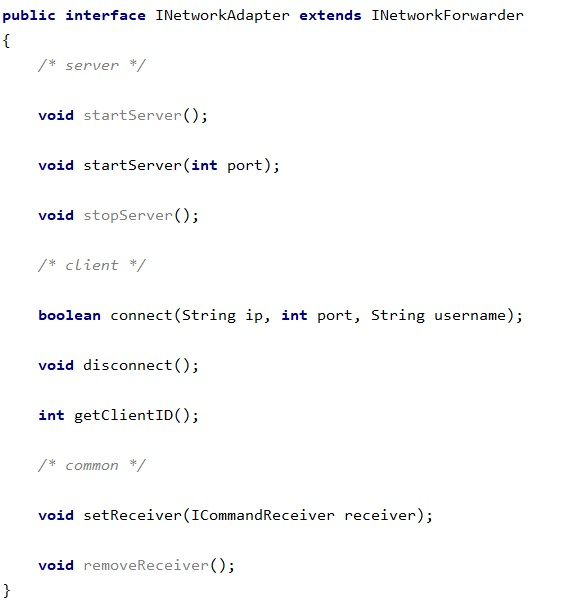 public interface INetworkAdapter extends INetworkForwarder
{
    /* server */
    void startServer();
    void startServer(int port);
    void stopServer();
    /* client */
    boolean connect(String ip, int port, String username);
    void disconnect();
    int getClientID();
    /* common */
    void setReceiver(ICommandReceiver receiver);
    void removeReceiver();
}